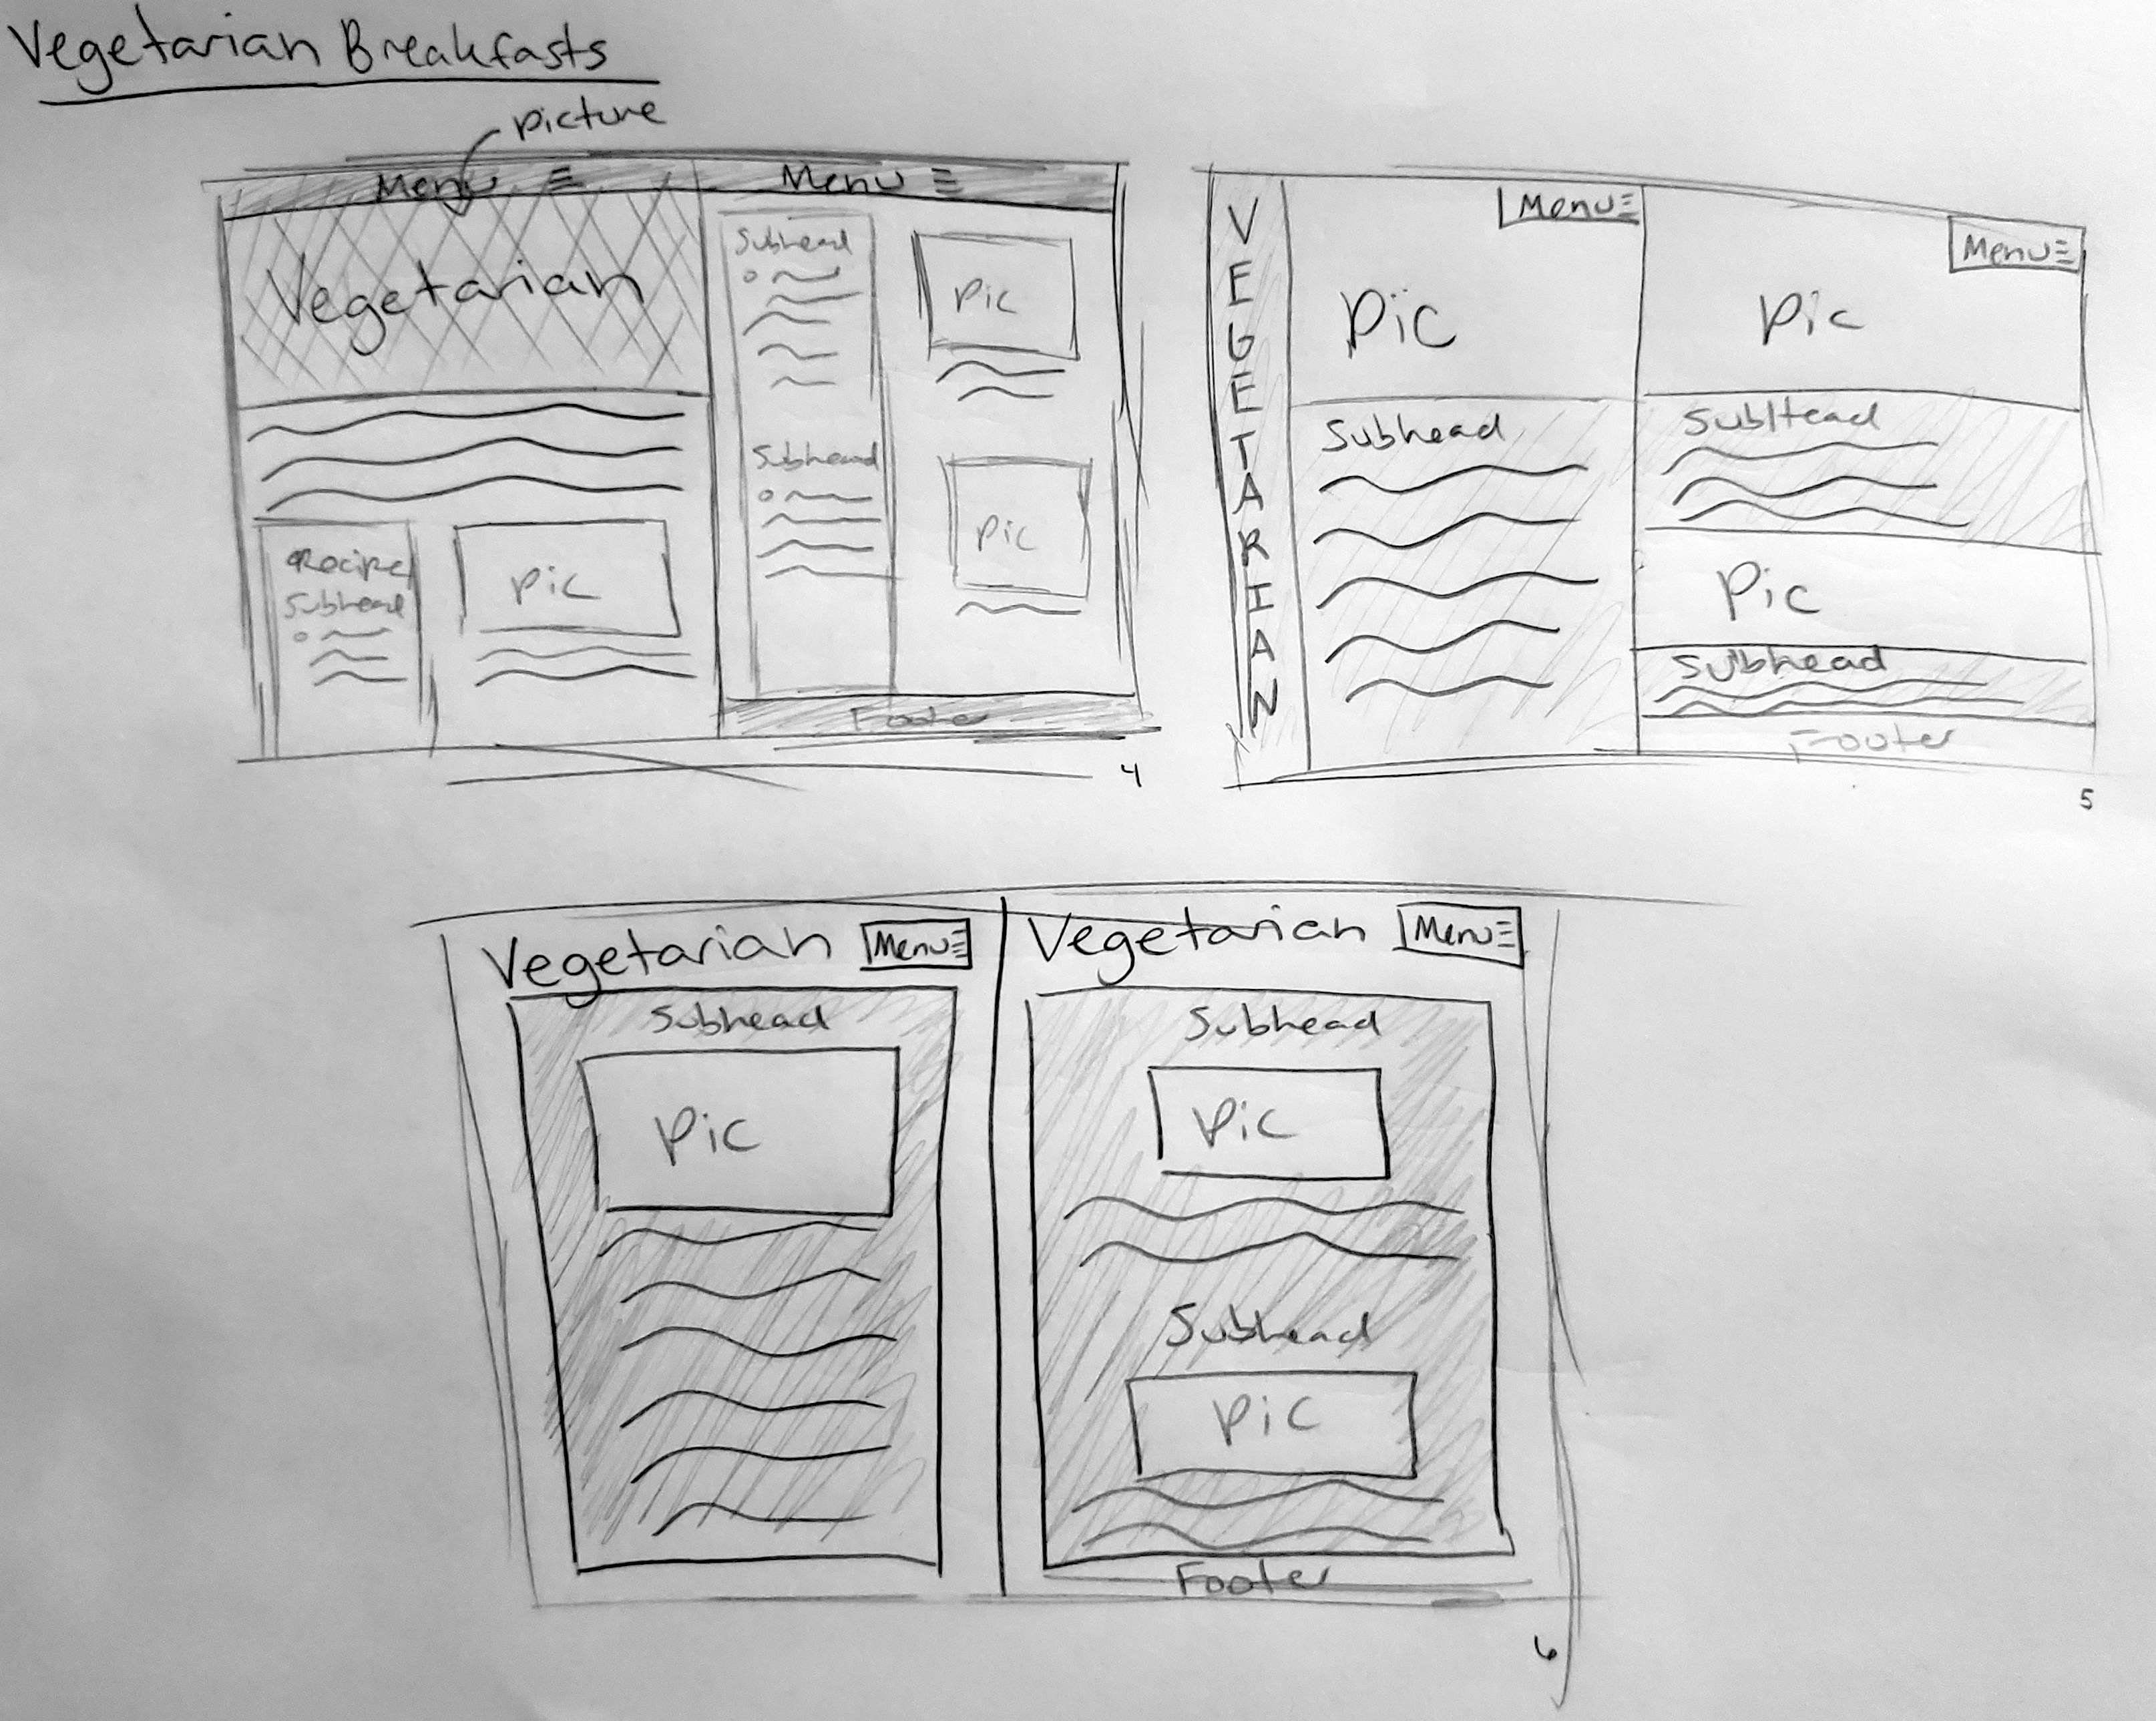 Vegetarian Breakfasts
picture
Menu
Menu
Vegetarian
Recipe
Subhead
Pic
Subhead
Pic
Subhead
Pic
Footer
4
VEGETARIAN
Menu
Pic
Subhead
Menu
Pic
SubHead
Pic
Subhead
Footer
5
Vegetarian
Menu
Subhead
Pic
Vegetarian
Menu
Subhead
Pic
Subhead
Pic
Footer
6